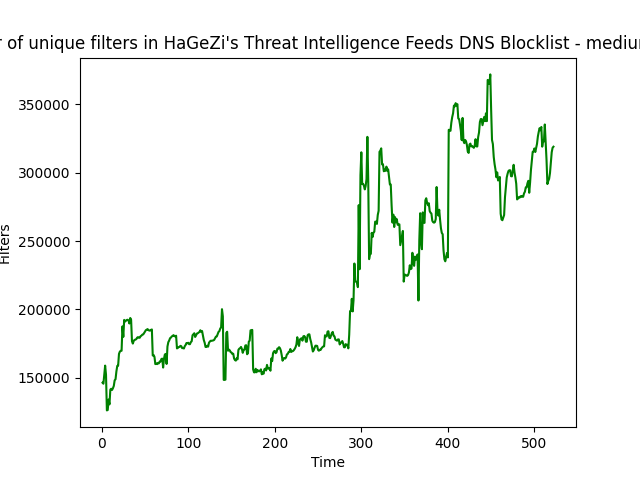 of unique filters in HaGeZi's Threat Intelligence Feeds DNS Blocklist -
350000
300000
250000
200000
150000
Filters
0 100 200 300 400 500
Time